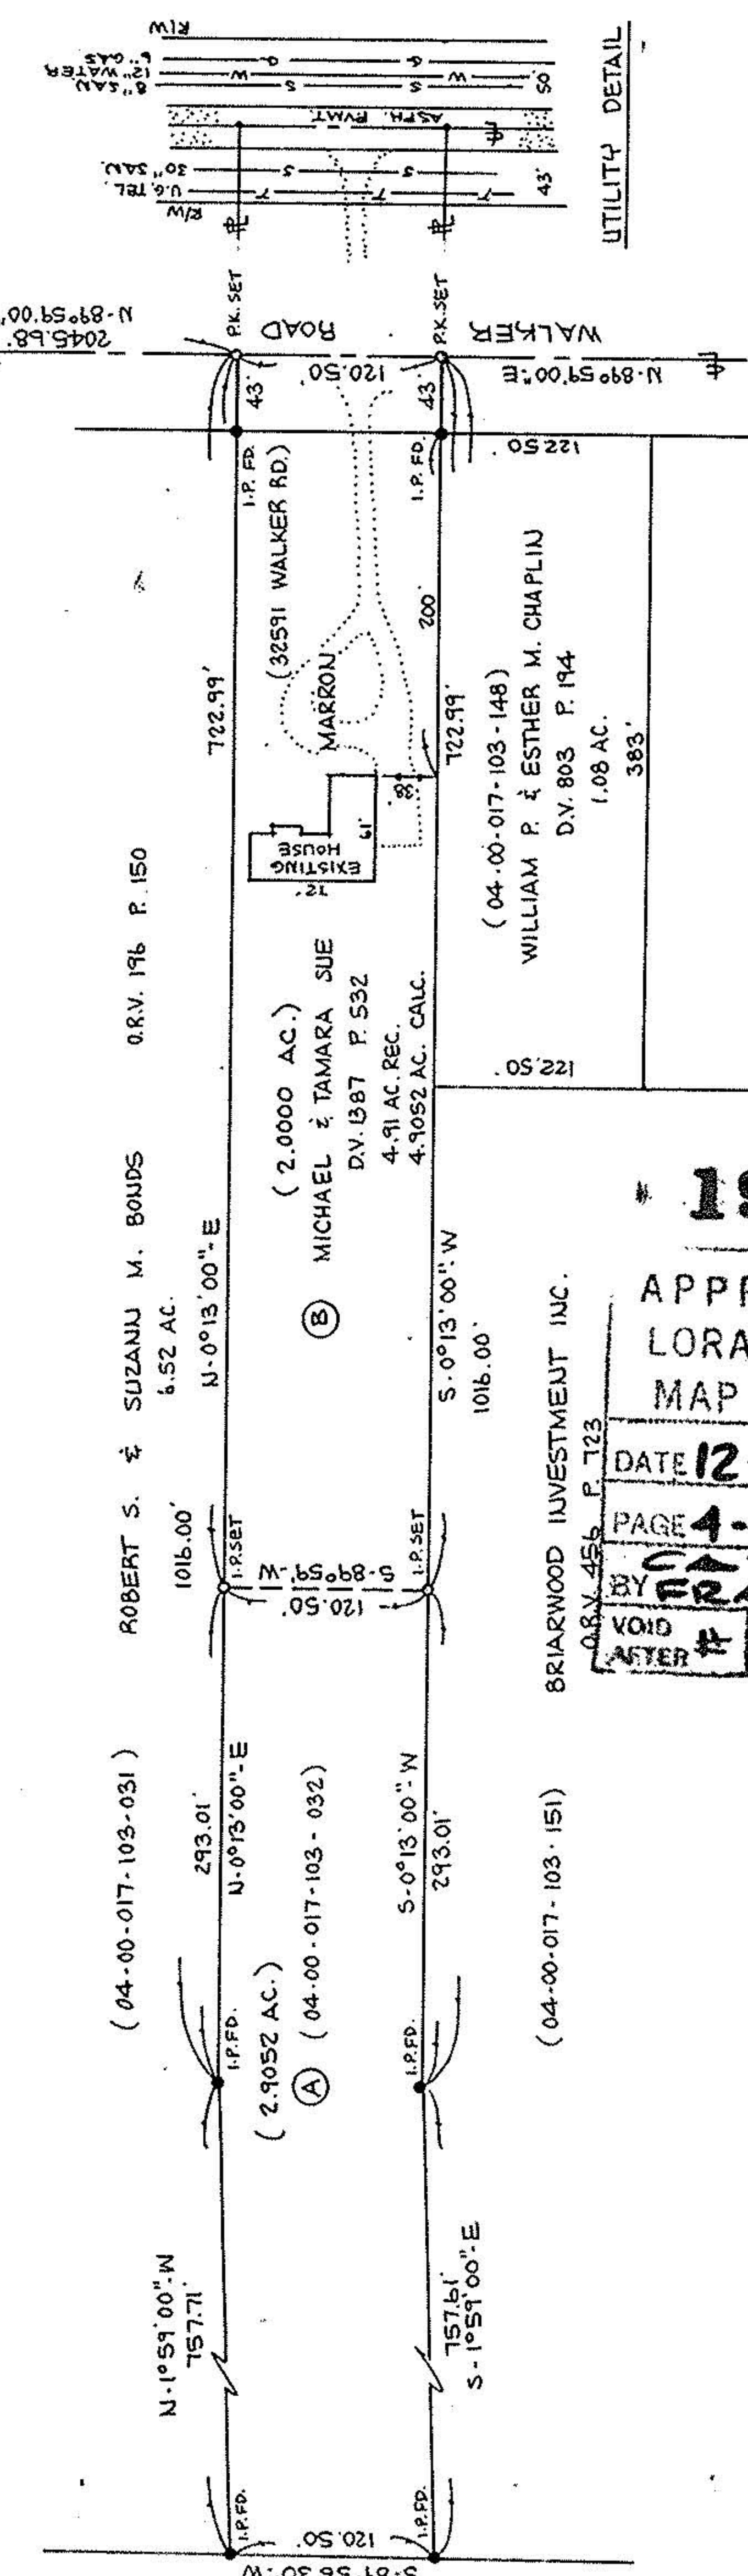 R/W
6" GAS
12" WATER
8" SAN.
G G
W W
S S
50'
ASPH. PVMT.
30" SAN.
S S
U.G. TEL.
T T T
43'
R/W
UTILITY DETAIL
2045.68'
N-89°59'00"
P.K. SET
P.K. SET
WALKER ROAD
120.50'
N-89°59'00"-E
43'
43'
I.P. FD.
I.P. FD.
122.50'
(32591 WALKER RD.)
722.99'
200'
722.99'
MARRON
38'
61'
EXISTING
HOUSE
72'
(04-00-017-103-148)
WILLIAM P. & ESTHER M. CHAPLIN
D.V. 803 P. 194
1.08 AC.
383'
122.50'
(2.0000 AC.)
MICHAEL & TAMARA SUE
D.V. 1387 P. 532
4.91 AC. REC.
4.9052 AC. CALC.
B
ROBERT S. & SUZANN M. BONDS O.R.V. 196 P. 150
6.52 AC.
N-0°13'00"-E
1016.00'
S-0°13'00"-W
1016.00'
I.P. SET
I.P. SET
S-89°59'-W
120.50'
BRIARWOOD INVESTMENT INC.
O.R.V. 456 P. 723
(04-00-017-103-031)
293.01'
N-0°13'00"-E
S-0°13'00"-W
293.01'
(04-00-017-103-151)
(2.9052 AC.)
A (04-00-017-103-032)
I.P. FD.
I.P. FD.
N-1°59'00"-W
757.71'
757.61'
S-1°59'00"-E
I.P. FD.
I.P. FD.
120.50'
APPR
LORA
MAP
DATE 12
PAGE 4-
BY FRA
VOID
AFTER